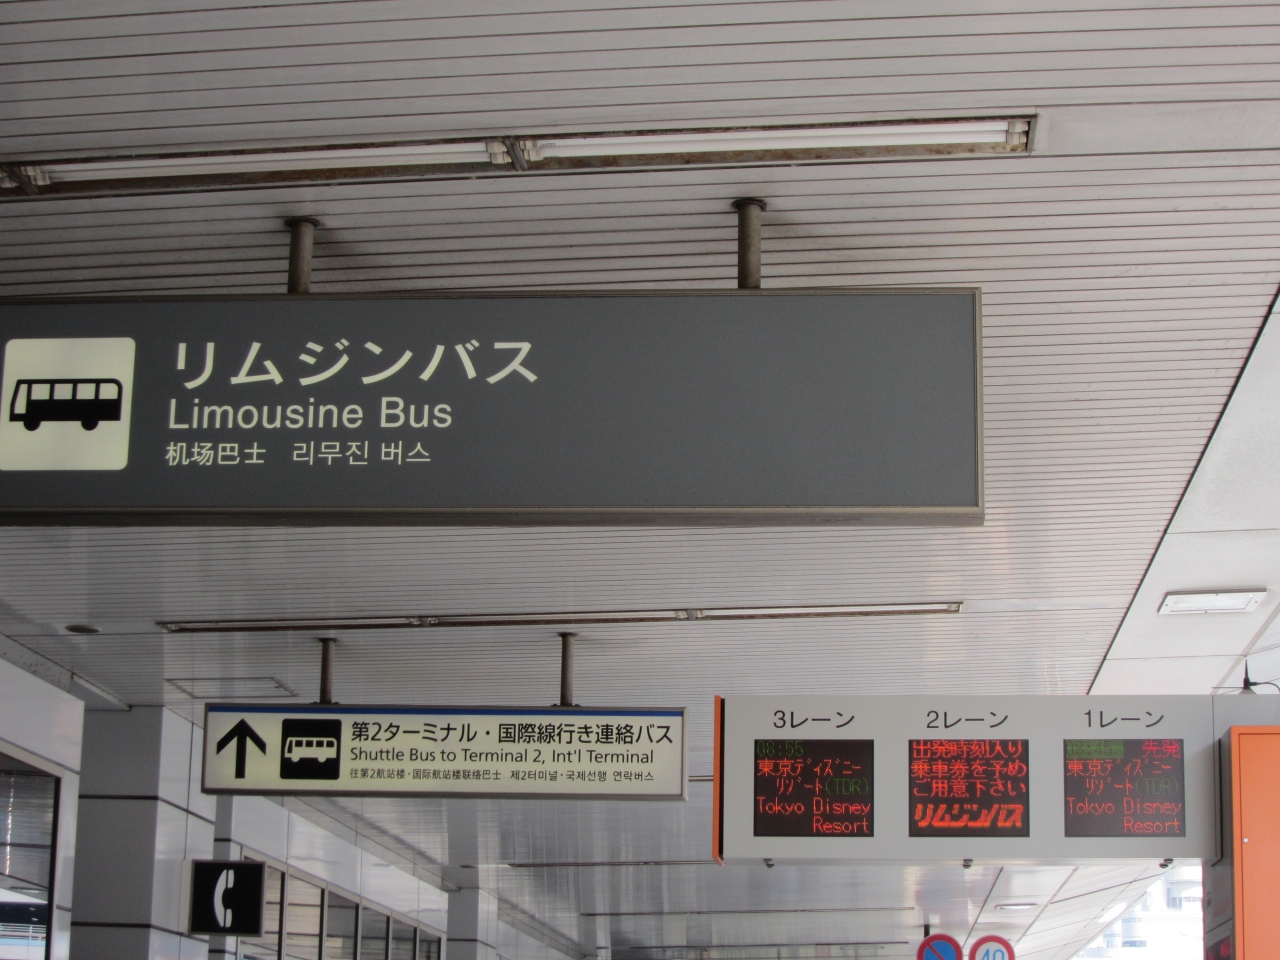 リムジンバス
Limousine Bus
机场巴士 리무진 버스
第2ターミナル・国際線行き連絡バス
Shuttle Bus to Terminal 2, Int'l Terminal
往第2航站楼・国际航站楼联络巴士 제2터미널・국제선행 연락버스
3レーン
08:55
東京ディズニー
リゾート(TDR)
Tokyo Disney
Resort
2レーン
出発時刻入り
乗車券を予め
ご用意下さい
リムジンバス
1レーン
先発
東京ディズニー
リゾート(TDR)
Tokyo Disney
Resort
40